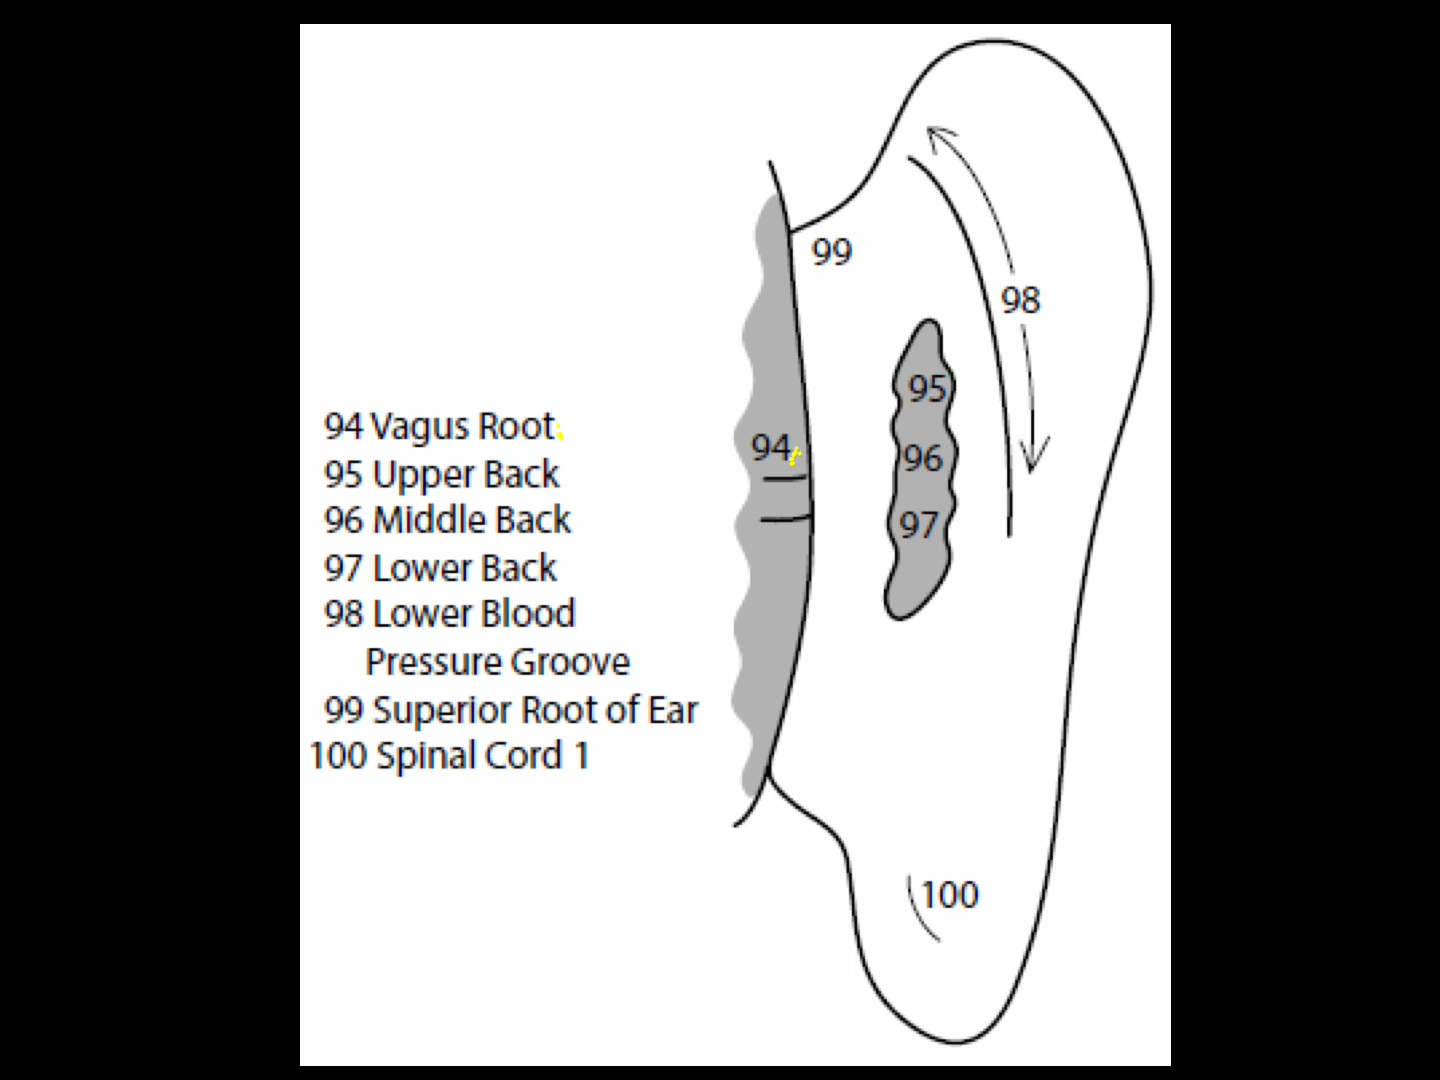 99
98
95
94 Vagus Root
94
95 Upper Back
96
96 Middle Back
97
97 Lower Back
98 Lower Blood
Pressure Groove
99 Superior Root of Ear
100 Spinal Cord 1
100